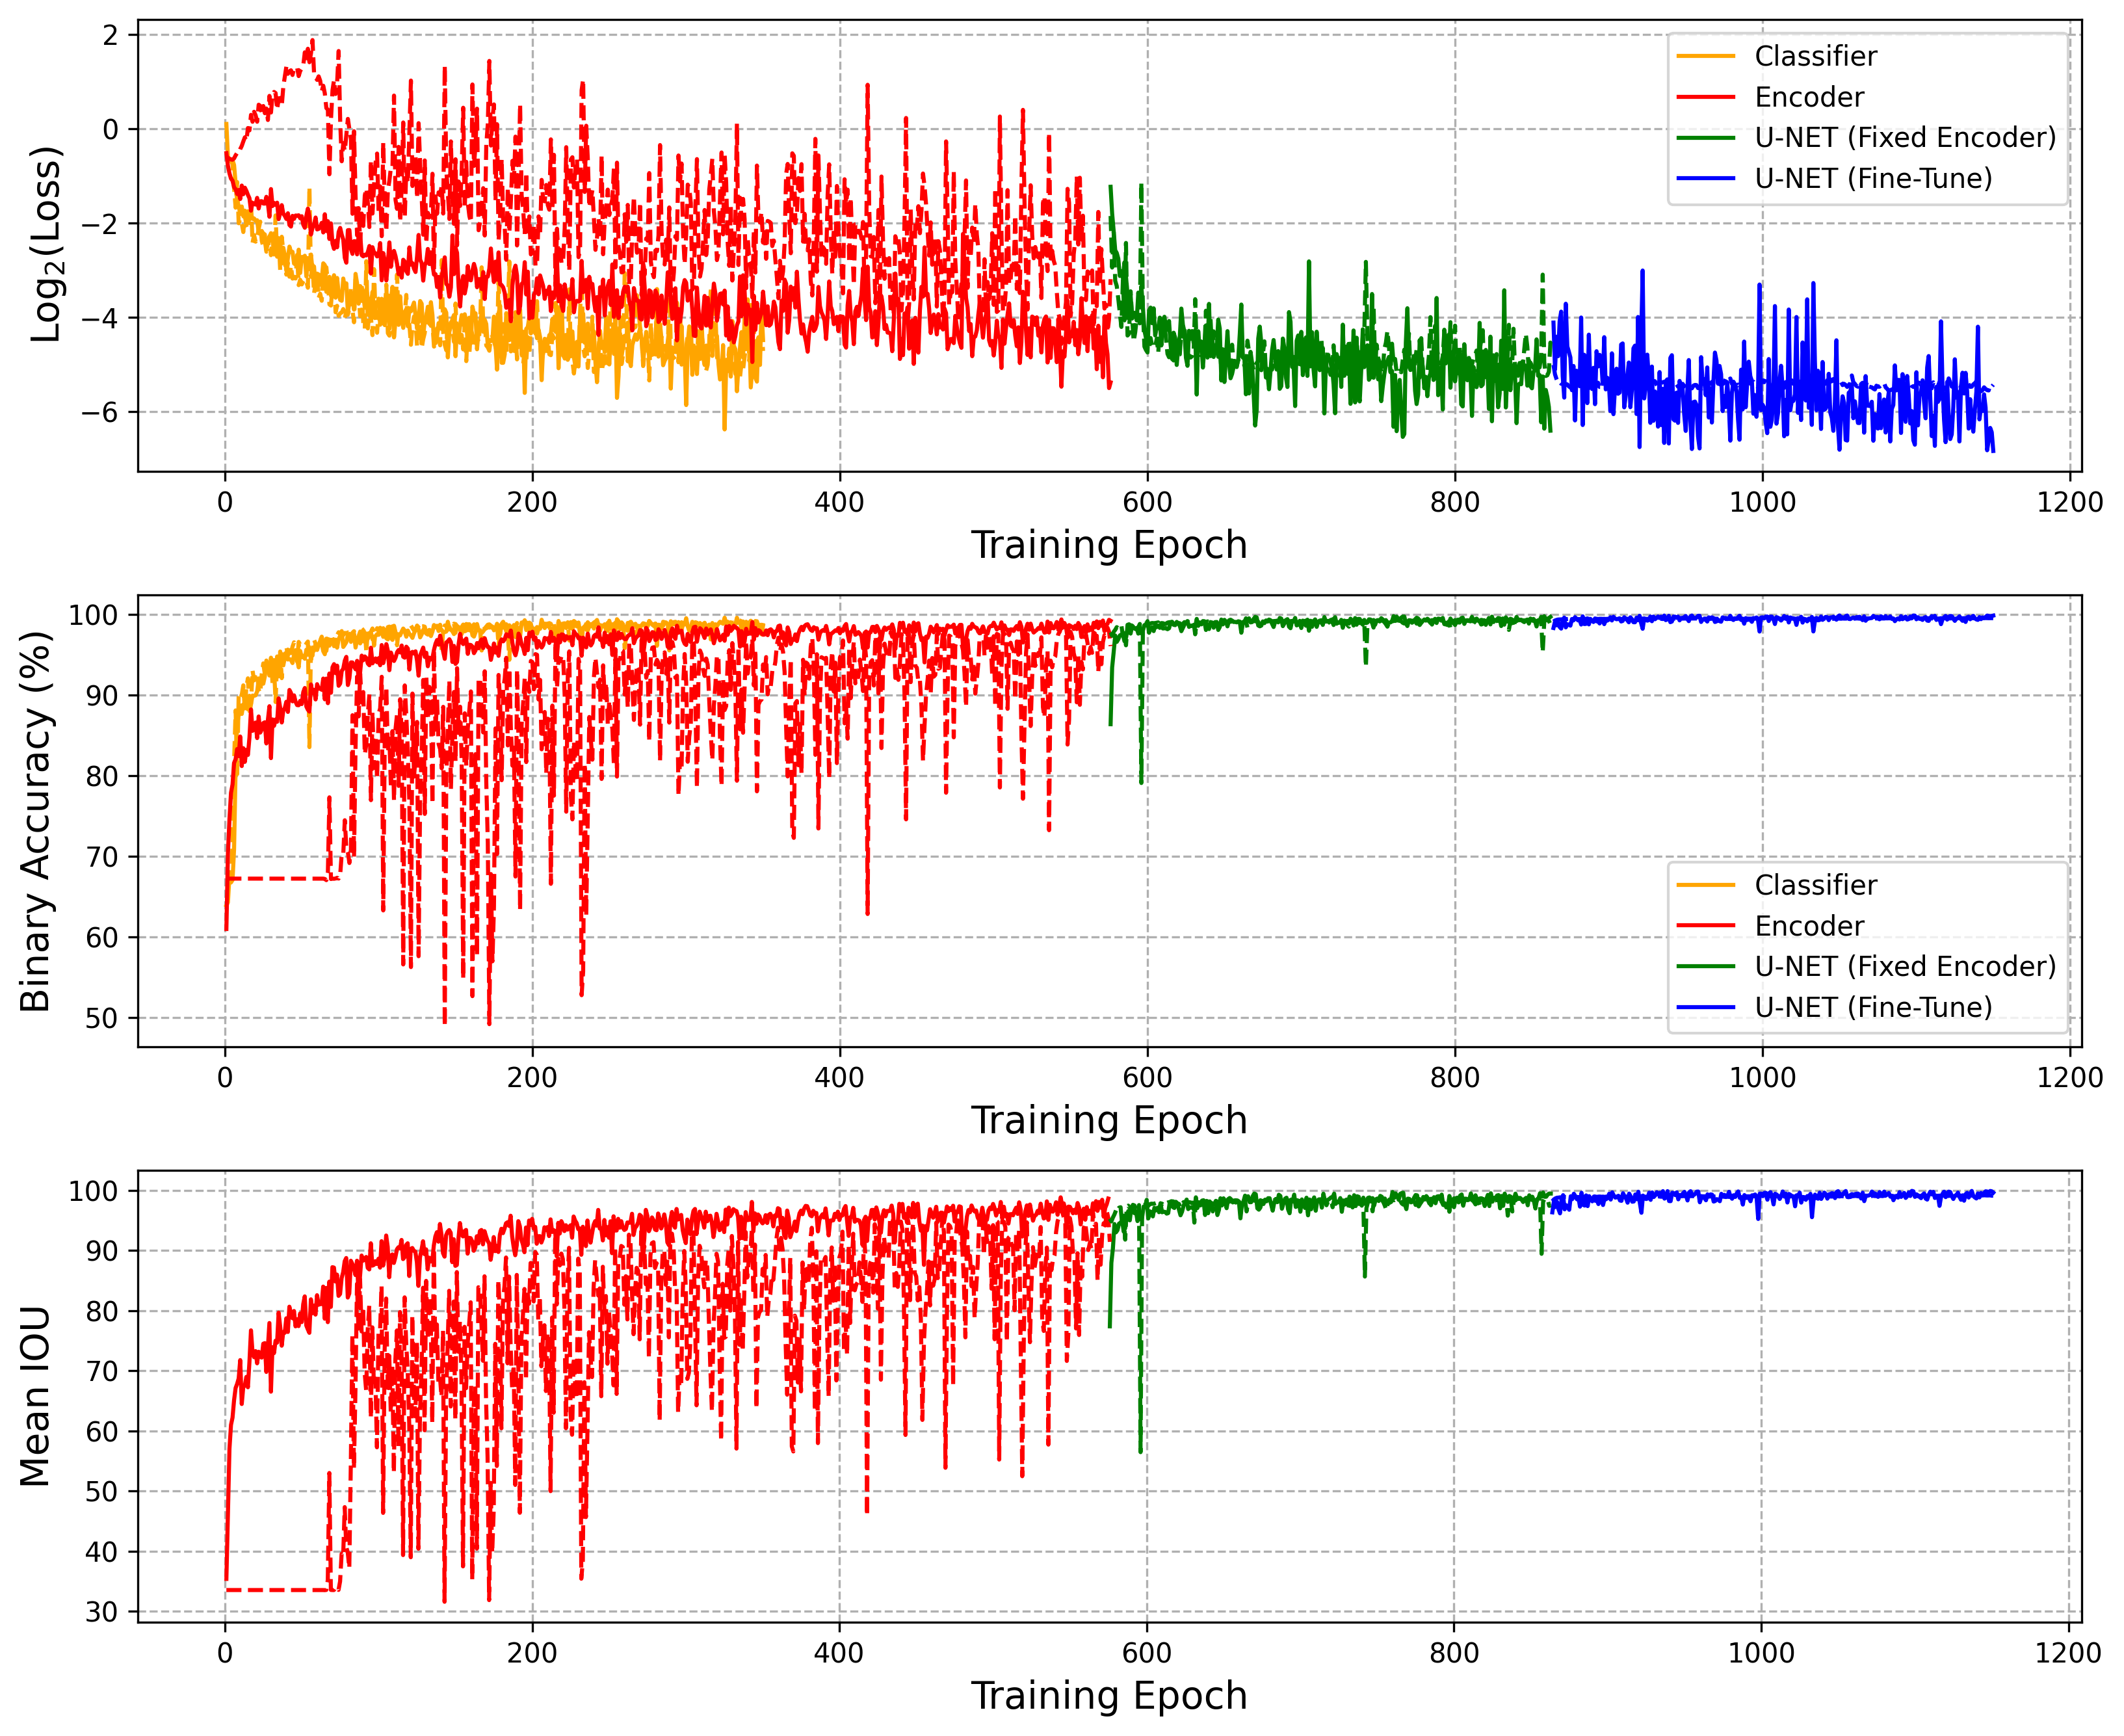 2
0
−2
−4
−6
Log2(Loss)
Classifier
Encoder
U-NET (Fixed Encoder)
U-NET (Fine-Tune)
0 200 400 600 800 1000 1200
Training Epoch
100
90
80
70
60
50
Binary Accuracy (%)
Classifier
Encoder
U-NET (Fixed Encoder)
U-NET (Fine-Tune)
0 200 400 600 800 1000 1200
Training Epoch
100
90
80
70
60
50
40
30
Mean IOU
0 200 400 600 800 1000 1200
Training Epoch